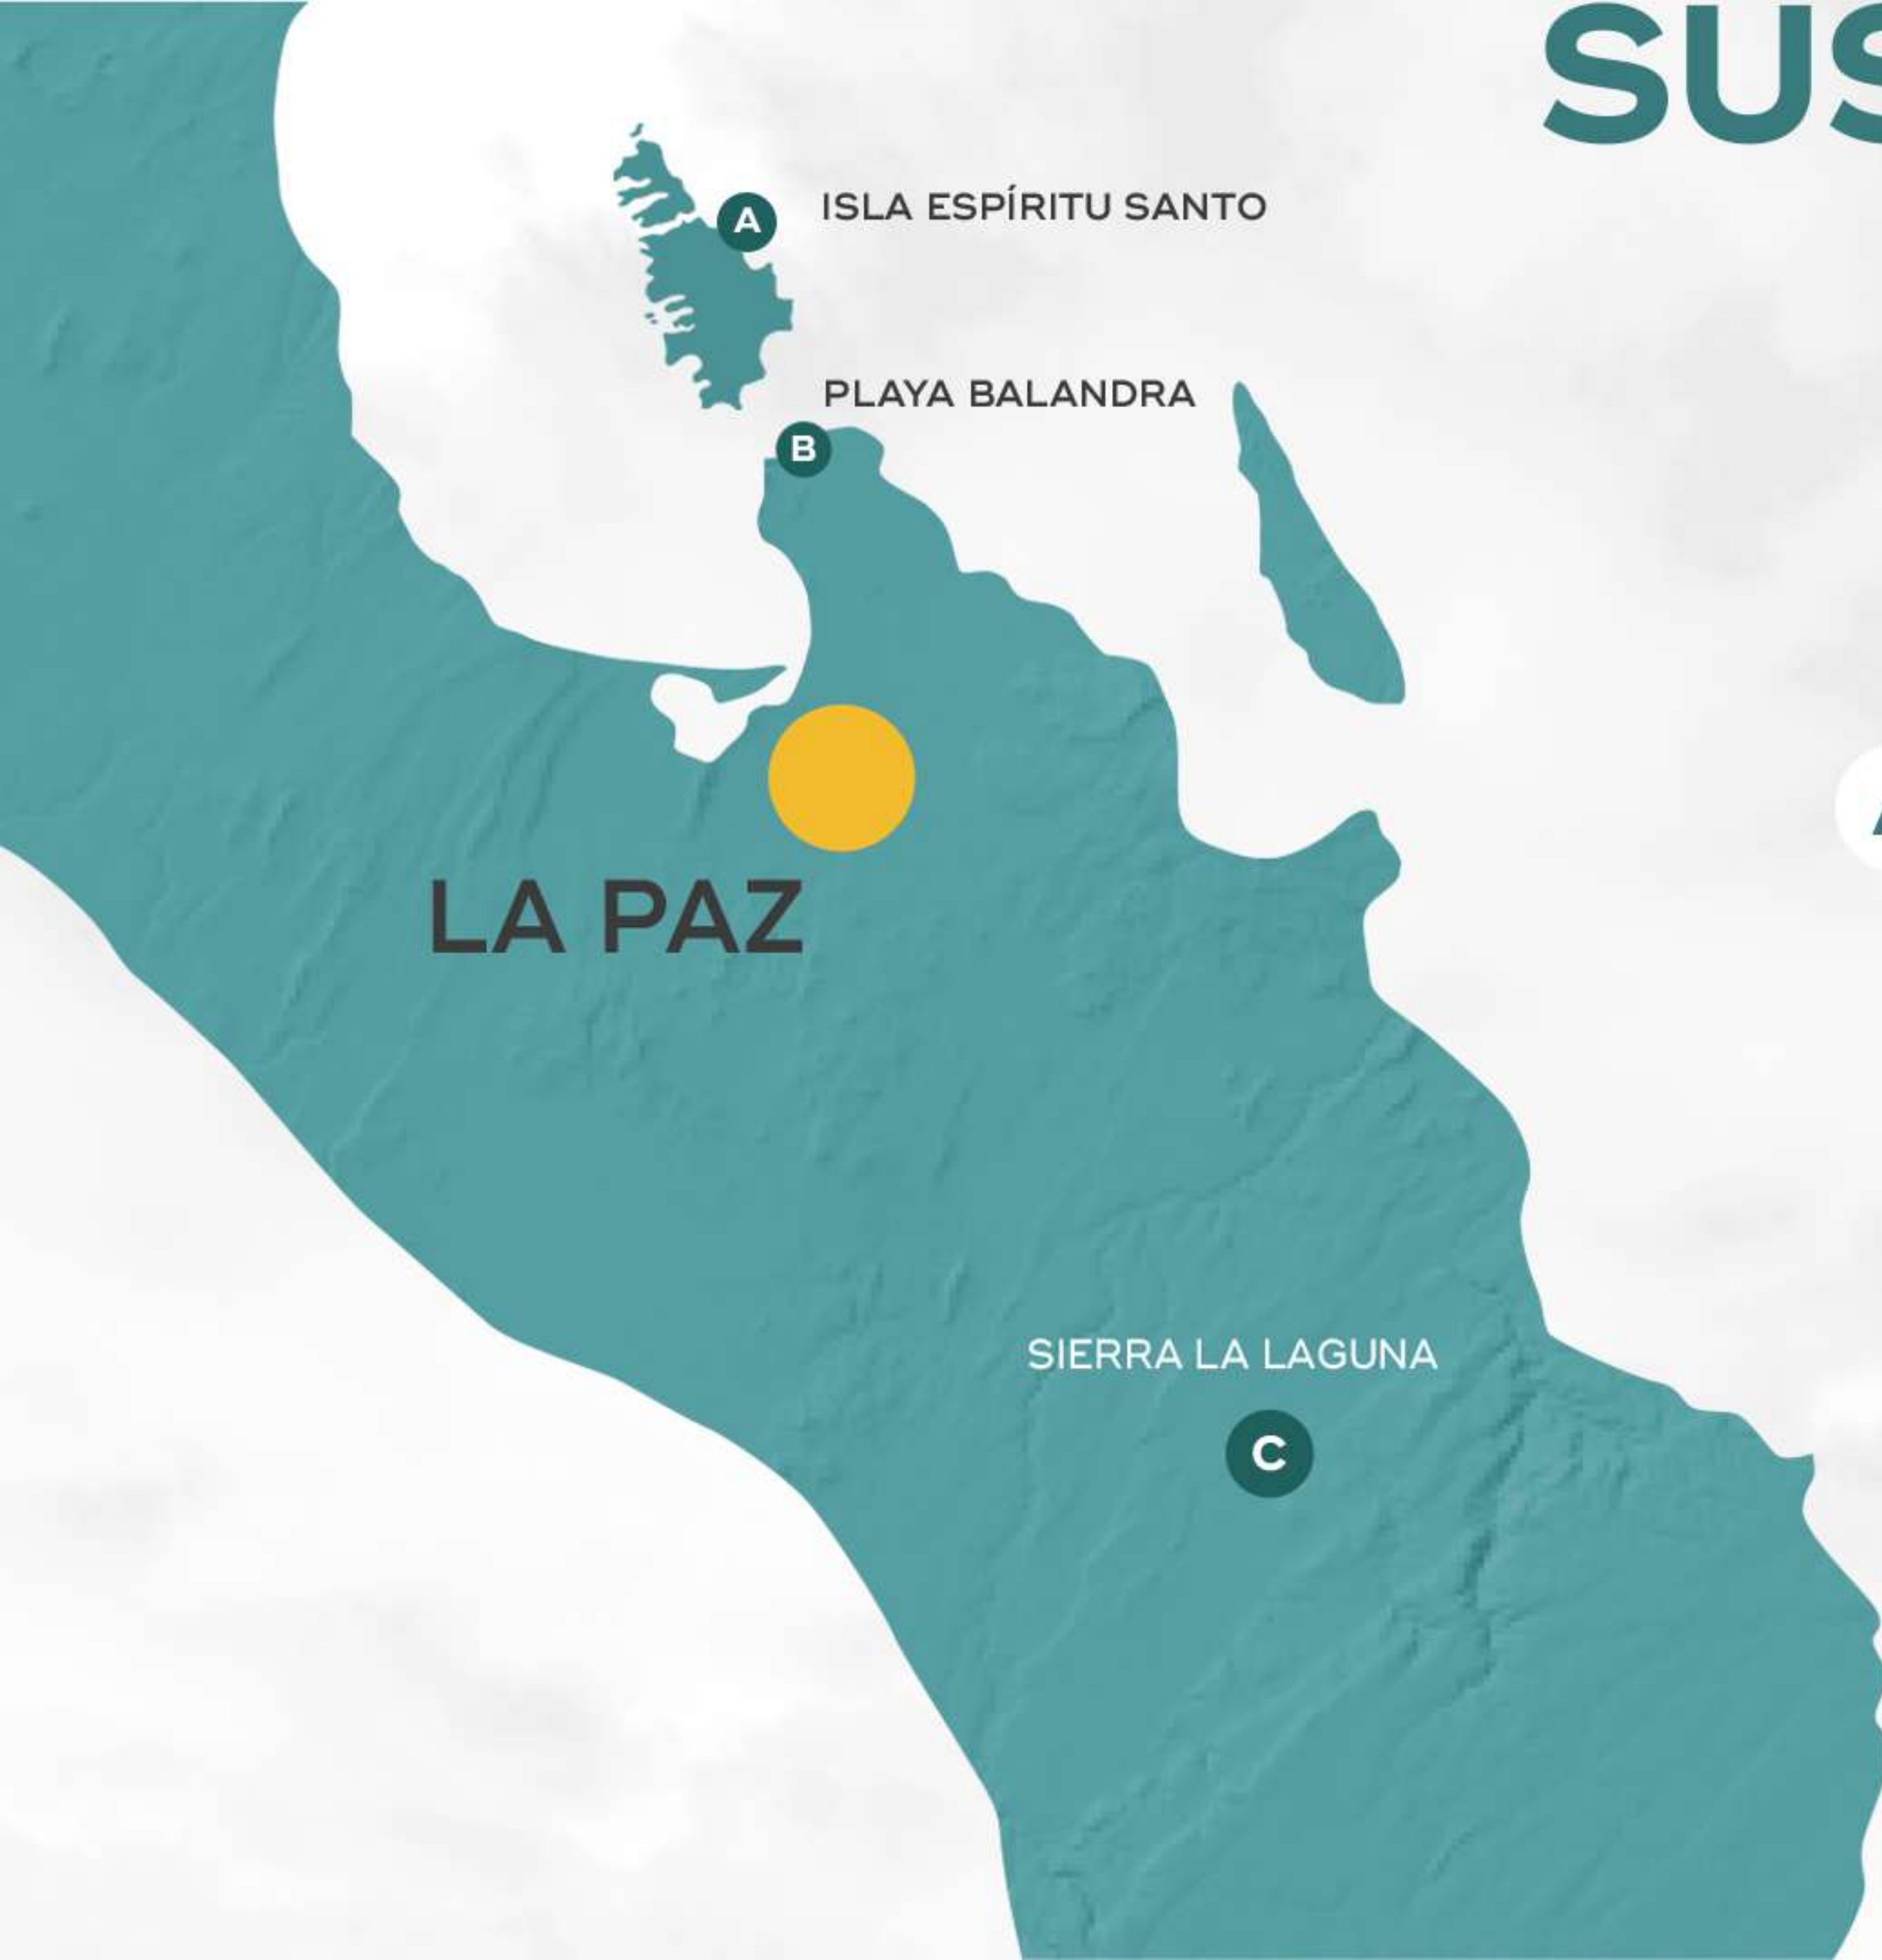 SUS
A
ISLA ESPÍRITU SANTO
PLAYA BALANDRA
B
LA PAZ
SIERRA LA LAGUNA
C